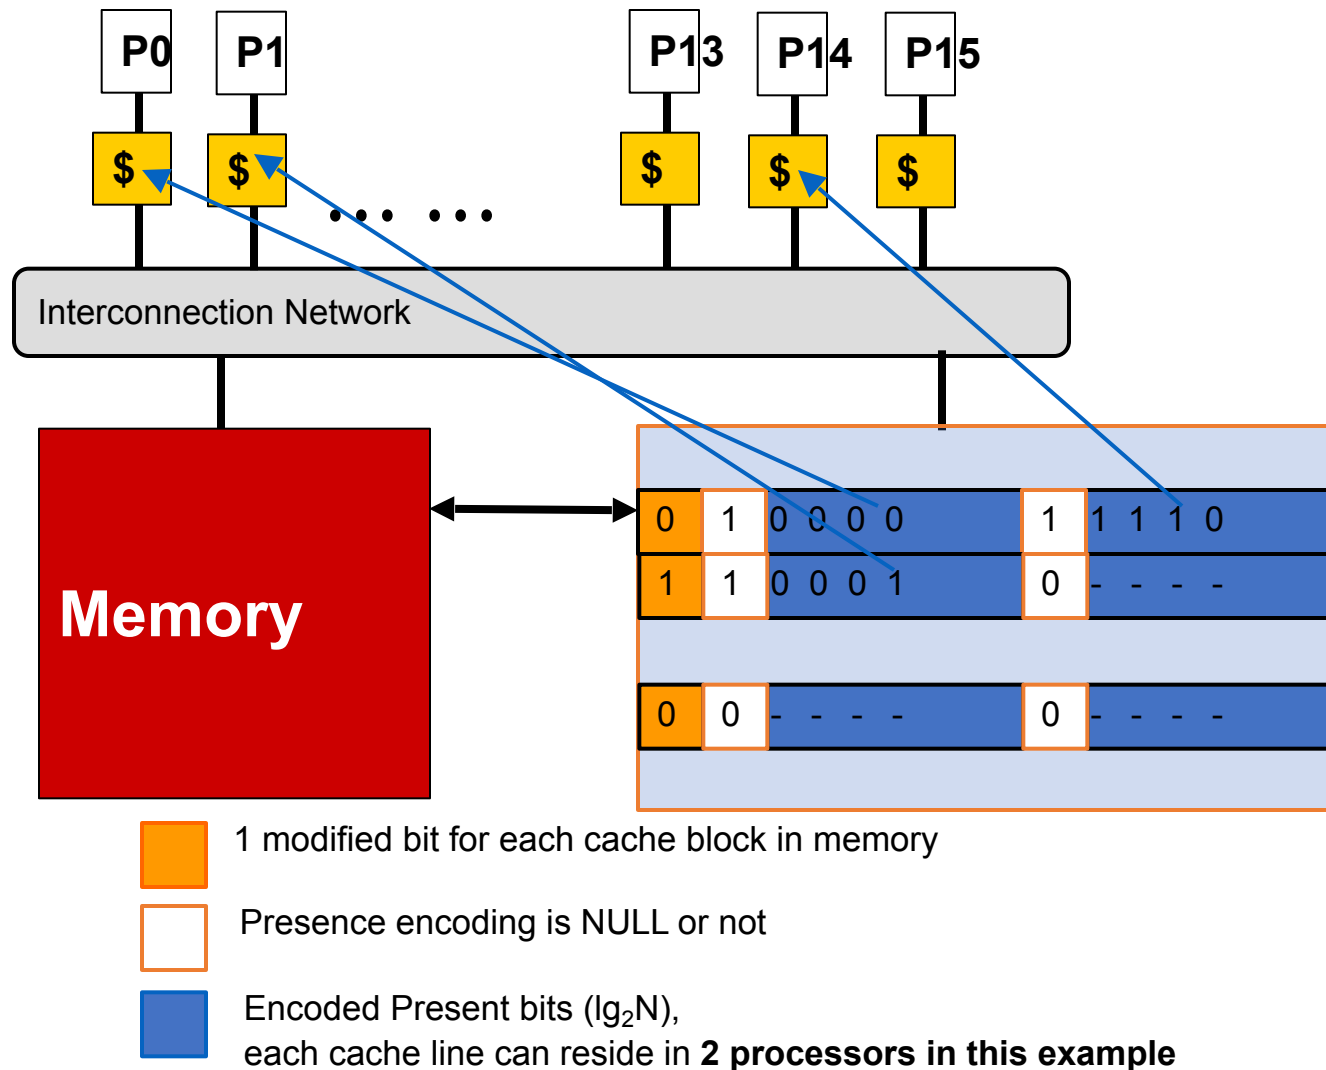 P0 P1 P13 P14 P15
$ $ $ $ $
... ...
Interconnection Network
Memory
0 1 0 0 0 0 1 1 1 1 0
1 1 0 0 0 1 0 - - - -
0 0 - - - - 0 - - - -
1 modified bit for each cache block in memory
Presence encoding is NULL or not
Encoded Present bits (lg₂N),
each cache line can reside in 2 processors in this example